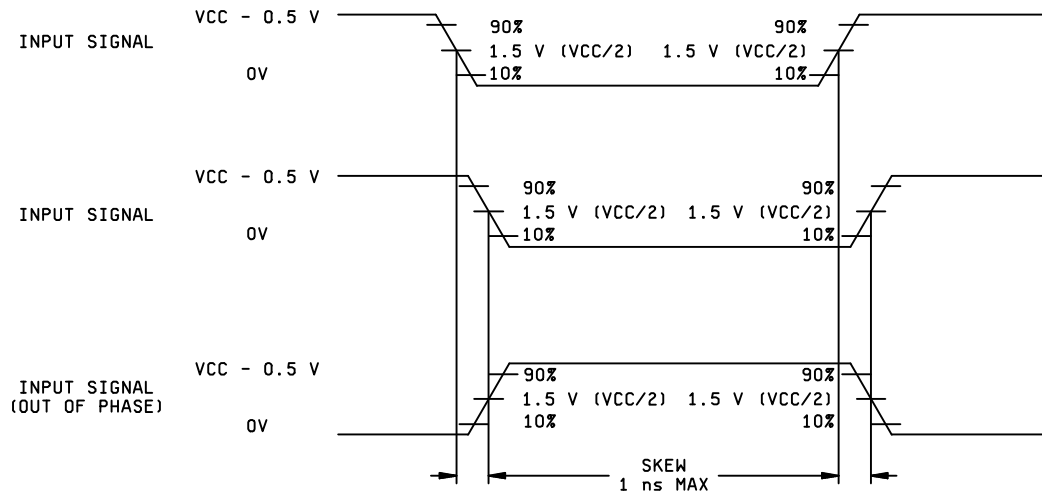 VCC - 0.5 V
90% 90%
INPUT SIGNAL 1.5 V (VCC/2) 1.5 V (VCC/2)
0V 10% 10%
VCC - 0.5 V
90% 90%
INPUT SIGNAL 1.5 V (VCC/2) 1.5 V (VCC/2)
0V 10% 10%
VCC - 0.5 V
90% 90%
INPUT SIGNAL
(OUT OF PHASE) 1.5 V (VCC/2) 1.5 V (VCC/2)
0V 10% 10%
SKEW
1 ns MAX